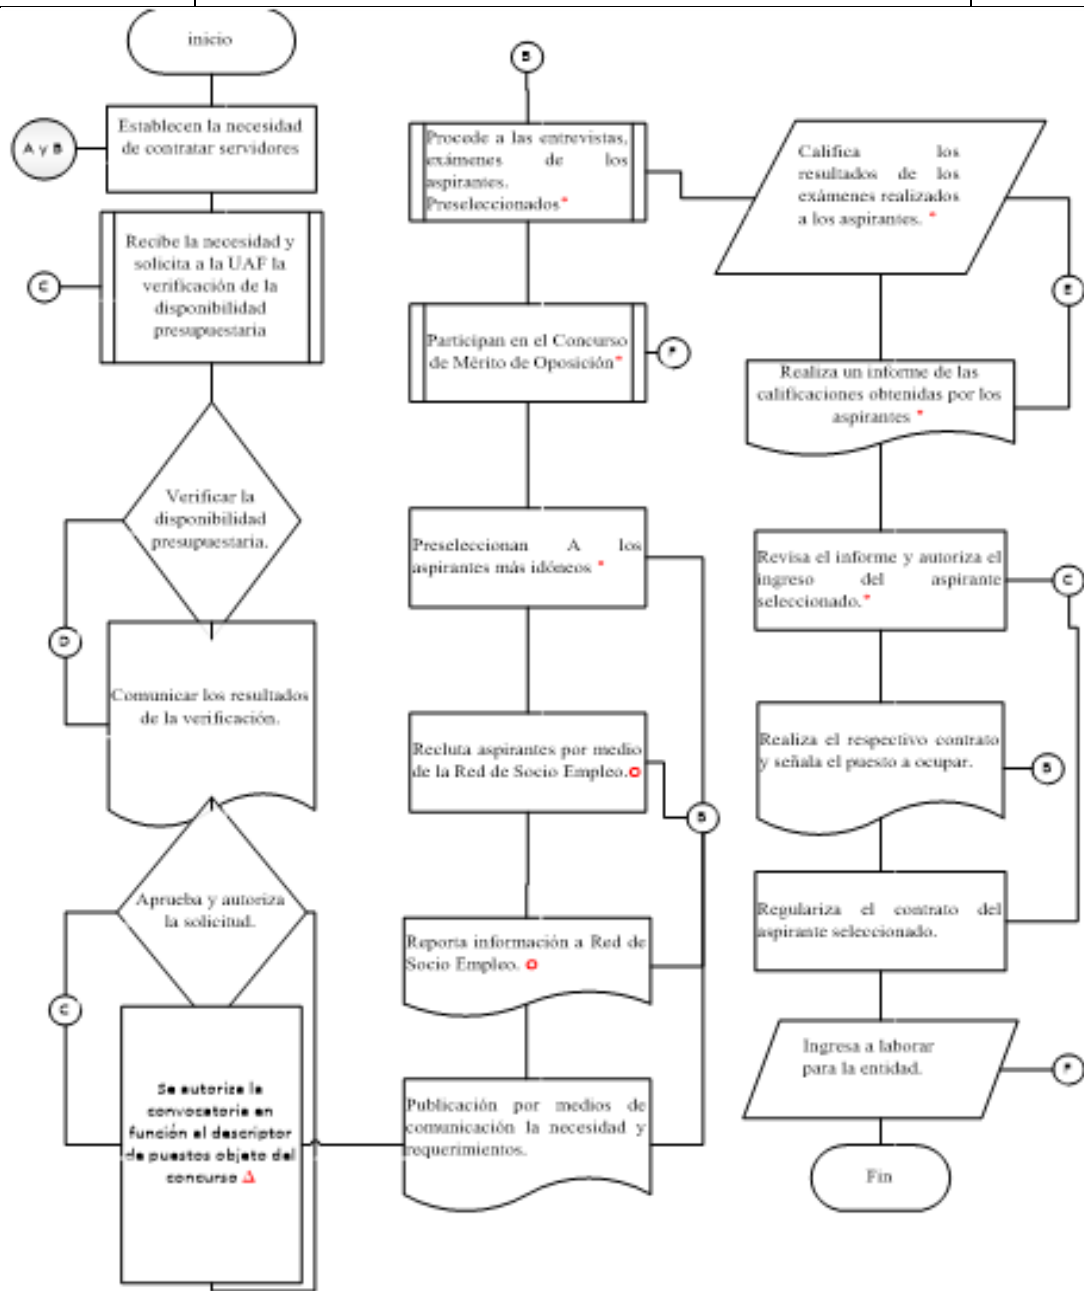 inicio
A y B
Establecen la necesidad
de contratar servidores
C
Recibe la necesidad y
solicita a la UAF la
verificación de la
disponibilidad
presupuestaria
Verificar la
disponibilidad
presupuestaria.
D
Comunicar los resultados
de la verificación.
Aprueba y autoriza
la solicitud.
C
Se autoriza la
convocatoria en
función al descriptor
de puestos objeto del
concurso Δ
Publicación por medios de
comunicación la necesidad y
requerimientos.
Reporta información a Red de
Socio Empleo. o
Recluta aspirantes por medio
de la Red de Socio Empleo.o
B
Preseleccionan A los
aspirantes más idóneos *
Participan en el Concurso
de Mérito de Oposición*
F
Procede a las entrevistas,
exámenes de los
aspirantes.
Preseleccionados*
B
Califica los
resultados de los
exámenes realizados
a los aspirantes. *
E
Realiza un informe de las
calificaciones obtenidas por los
aspirantes *
Revisa el informe y autoriza el
ingreso del aspirante
seleccionado.*
C
Realiza el respectivo contrato
y señala el puesto a ocupar.
B
Regulariza el contrato del
aspirante seleccionado.
Ingresa a laborar
para la entidad.
F
Fin